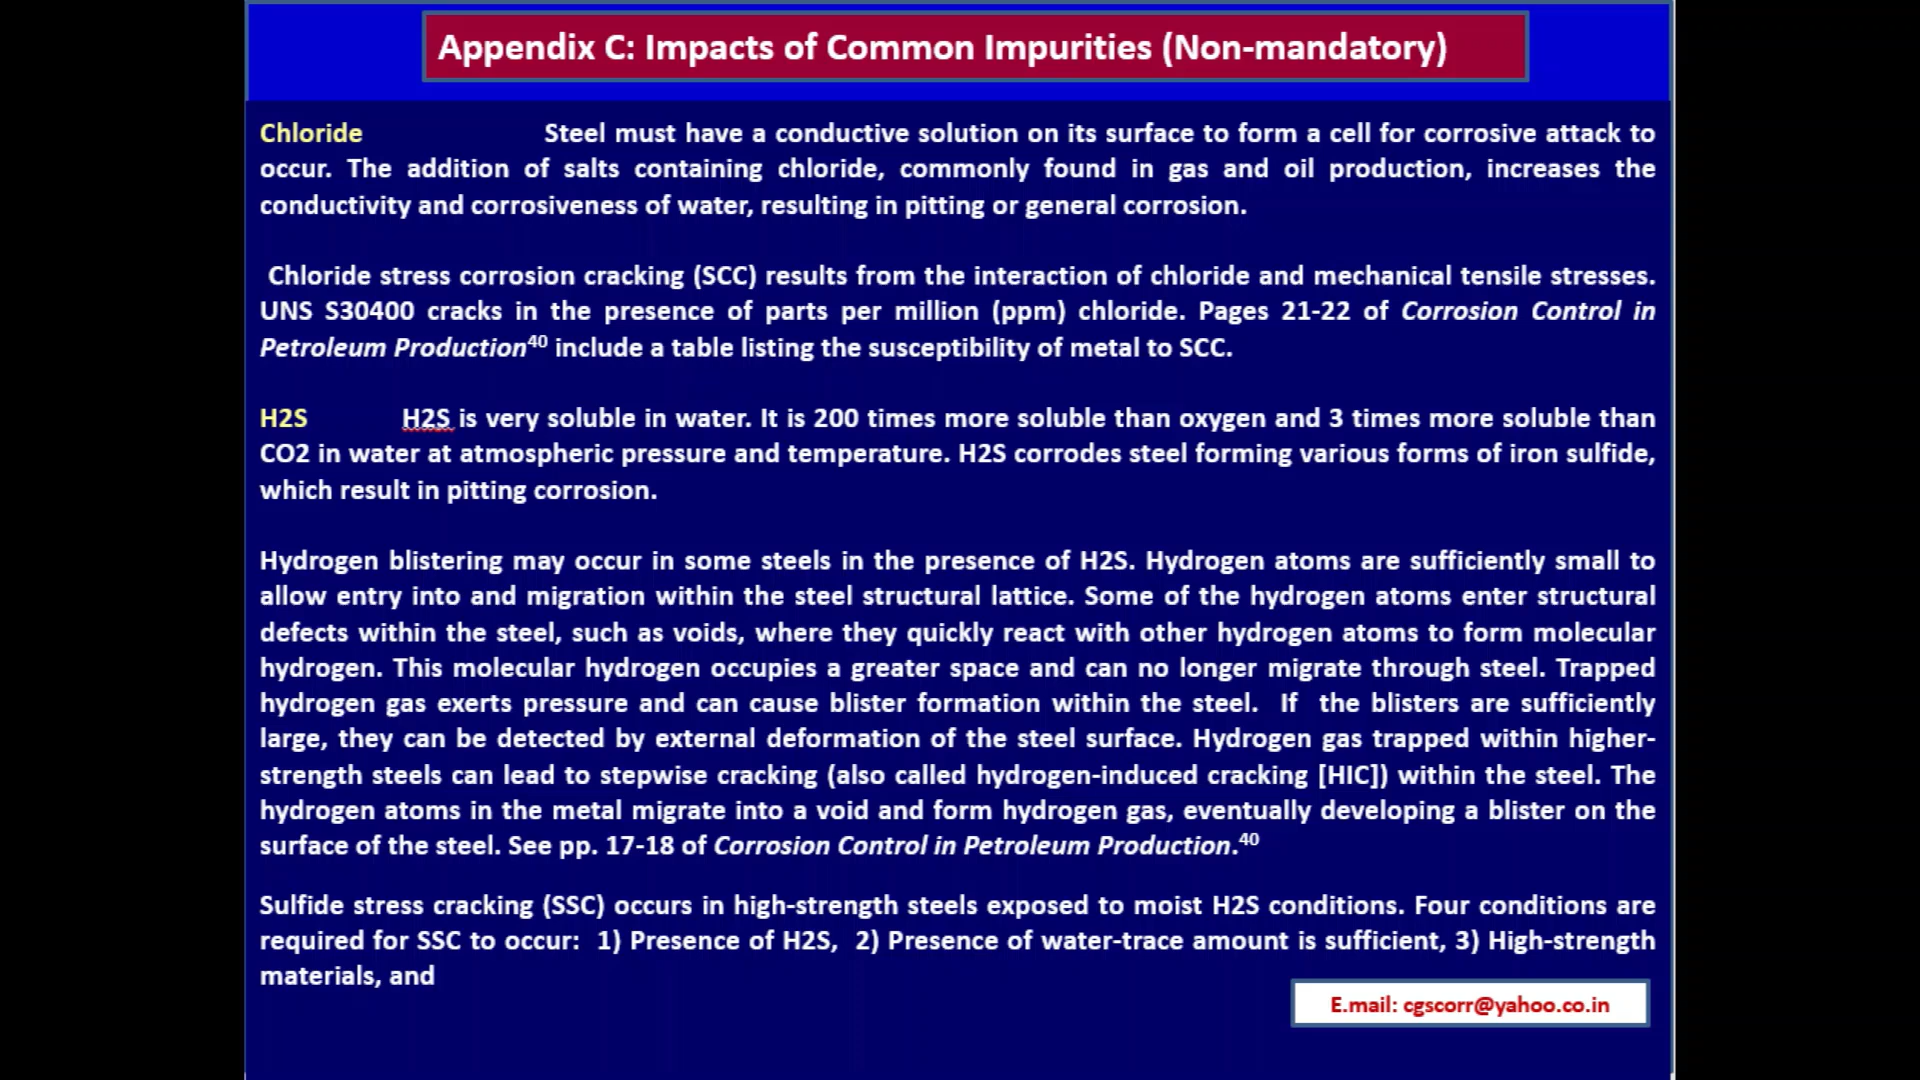 Appendix C: Impacts of Common Impurities (Non-mandatory)
Chloride Steel must have a conductive solution on its surface to form a cell for corrosive attack to
occur. The addition of salts containing chloride, commonly found in gas and oil production, increases the
conductivity and corrosiveness of water, resulting in pitting or general corrosion.
Chloride stress corrosion cracking (SCC) results from the interaction of chloride and mechanical tensile stresses.
UNS S30400 cracks in the presence of parts per million (ppm) chloride. Pages 21-22 of Corrosion Control in
Petroleum Production⁴⁰ include a table listing the susceptibility of metal to SCC.
H2S H2S is very soluble in water. It is 200 times more soluble than oxygen and 3 times more soluble than
CO2 in water at atmospheric pressure and temperature. H2S corrodes steel forming various forms of iron sulfide,
which result in pitting corrosion.
Hydrogen blistering may occur in some steels in the presence of H2S. Hydrogen atoms are sufficiently small to
allow entry into and migration within the steel structural lattice. Some of the hydrogen atoms enter structural
defects within the steel, such as voids, where they quickly react with other hydrogen atoms to form molecular
hydrogen. This molecular hydrogen occupies a greater space and can no longer migrate through steel. Trapped
hydrogen gas exerts pressure and can cause blister formation within the steel. If the blisters are sufficiently
large, they can be detected by external deformation of the steel surface. Hydrogen gas trapped within higher-
strength steels can lead to stepwise cracking (also called hydrogen-induced cracking [HIC]) within the steel. The
hydrogen atoms in the metal migrate into a void and form hydrogen gas, eventually developing a blister on the
surface of the steel. See pp. 17-18 of Corrosion Control in Petroleum Production.⁴⁰
Sulfide stress cracking (SSC) occurs in high-strength steels exposed to moist H2S conditions. Four conditions are
required for SSC to occur: 1) Presence of H2S, 2) Presence of water-trace amount is sufficient, 3) High-strength
materials, and
E.mail: cgscorr@yahoo.co.in